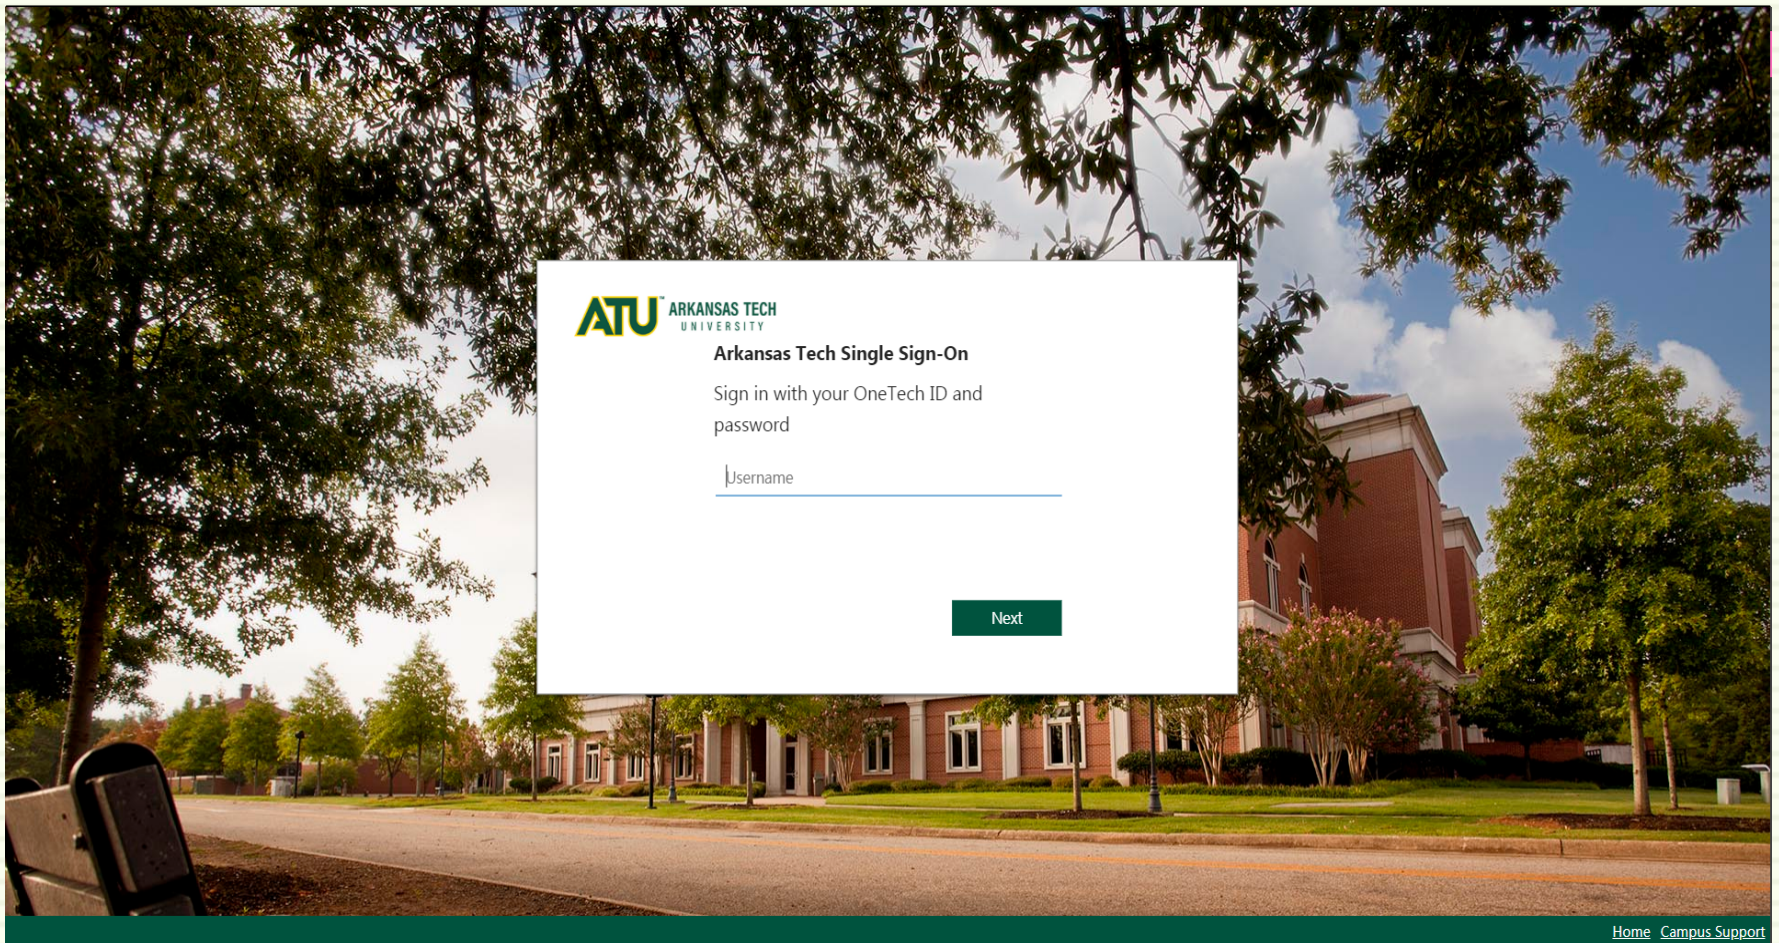 ATU™ ARKANSAS TECH
UNIVERSITY
Arkansas Tech Single Sign-On
Sign in with your OneTech ID and
password
Username
Next
Home Campus Support